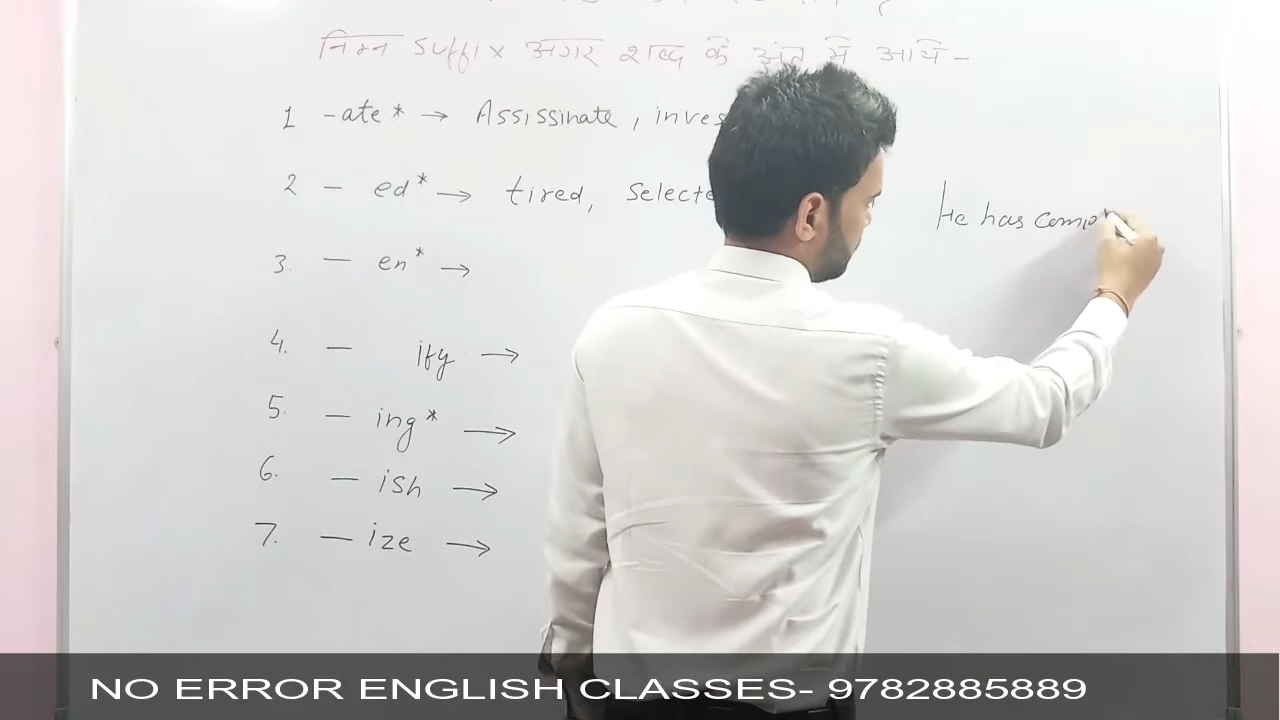 निम्न suffix अगर शब्द के अंत में आये -
1 -ate* → Assissinate, inves
2 - ed* → tired, Selecte
He has comp
3. - en* →
4. - ify →
5. - ing* →
6. - ish →
7. - ize →
NO ERROR ENGLISH CLASSES- 9782885889